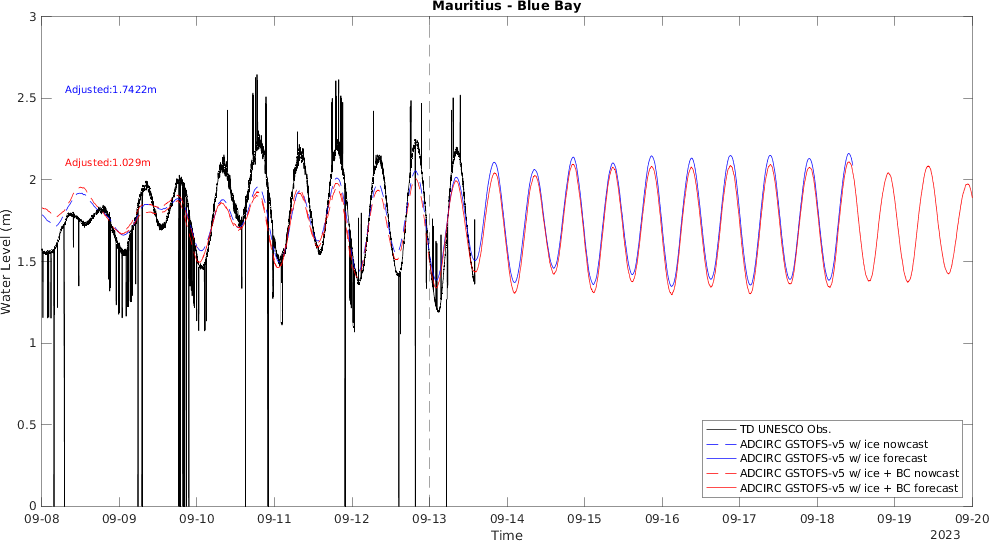 Mauritius - Blue Bay
3
2.5
2
1.5
1
0.5
0
Water Level (m)
Adjusted:1.7422m
Adjusted:1.029m
TD UNESCO Obs.
ADCIRC GSTOFS-v5 w/ ice nowcast
ADCIRC GSTOFS-v5 w/ ice forecast
ADCIRC GSTOFS-v5 w/ ice + BC nowcast
ADCIRC GSTOFS-v5 w/ ice + BC forecast
09-08 09-09 09-10 09-11 09-12 09-13 09-14 09-15 09-16 09-17 09-18 09-19 09-20
Time
2023